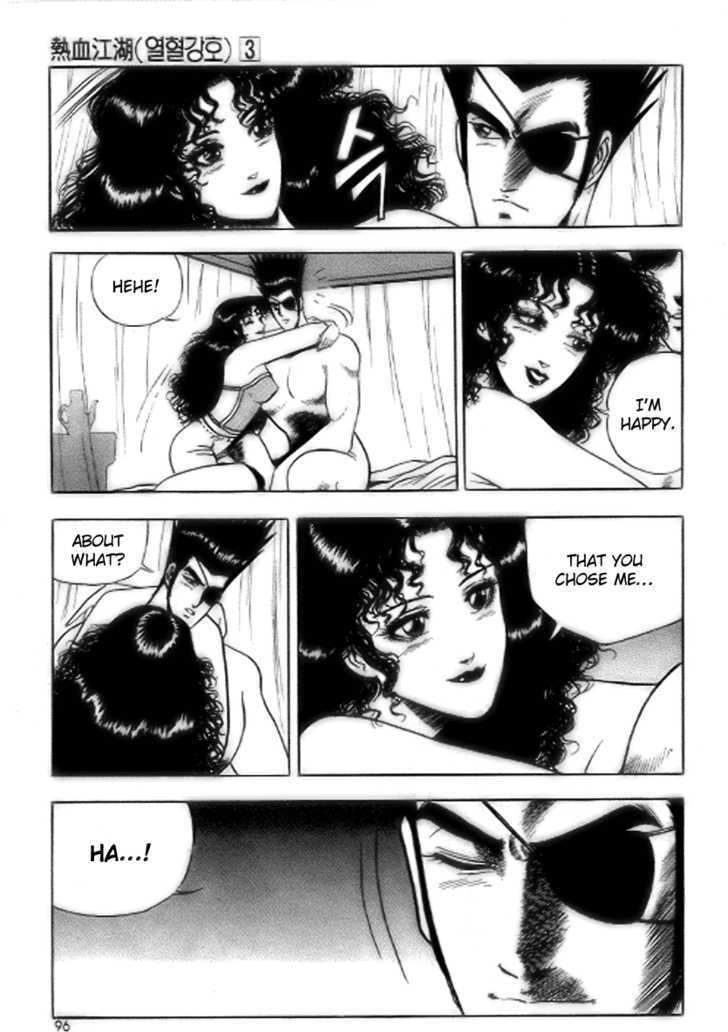 熱血江湖(열혈강호) 3
HEHE!
I'M
HAPPY.
ABOUT
WHAT?
THAT YOU
CHOSE ME...
HA...!
96